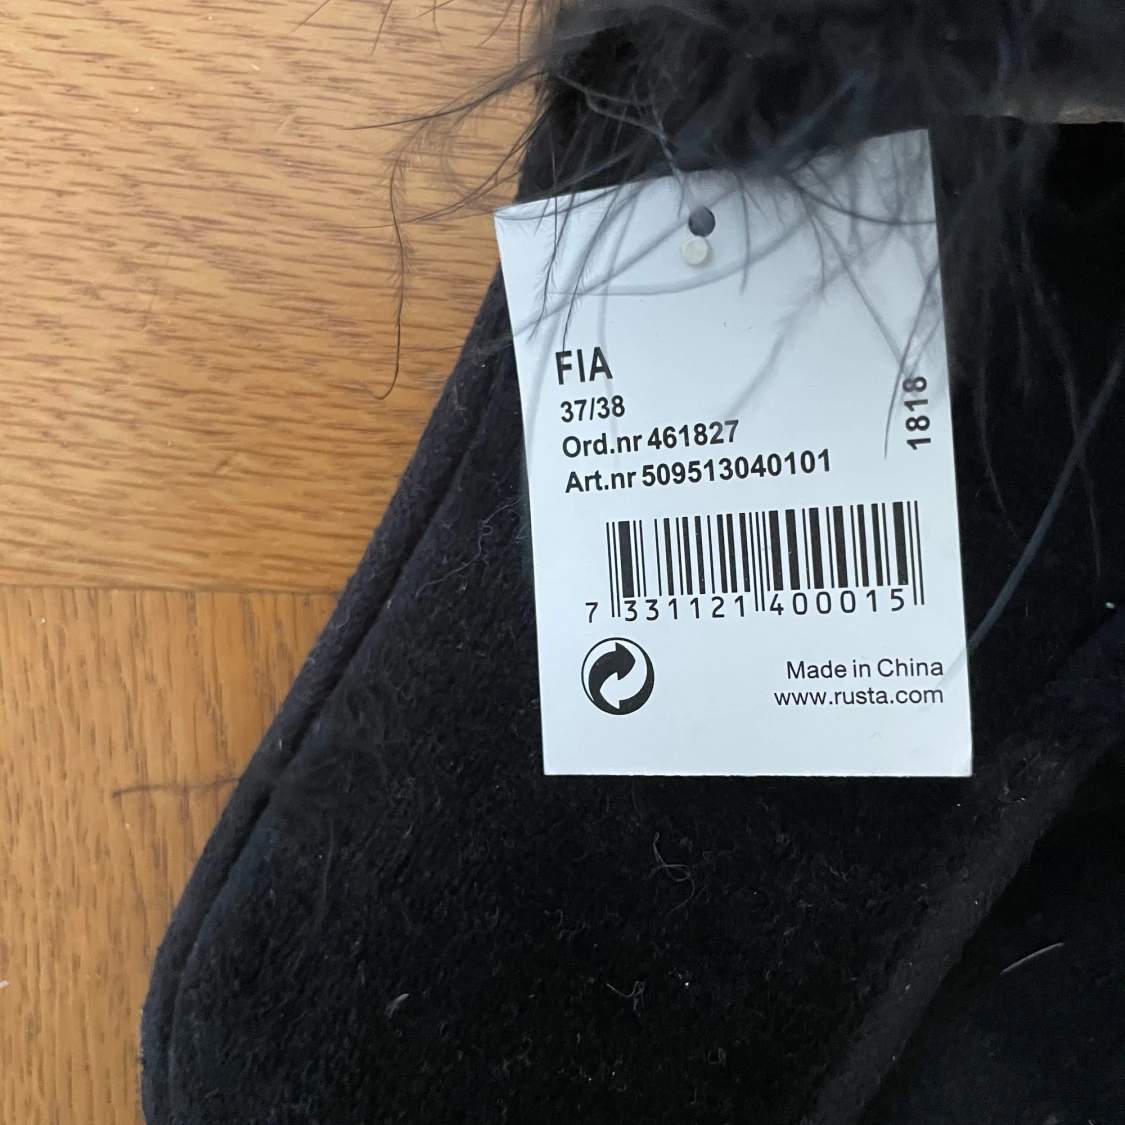 FIA
37/38
Ord.nr 461827
Art.nr 509513040101
1818
7 331121 400015
Made in China
www.rusta.com